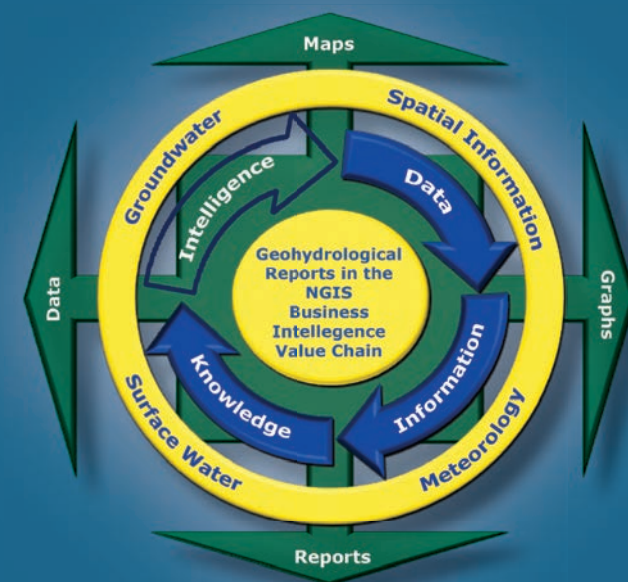 Maps
Groundwater
Spatial Information
Intelligence
Data
Data
Geohydrological
Reports in the
NGIS
Business
Intellegence
Value Chain
Graphs
Knowledge
Information
Surface Water
Meteorology
Reports